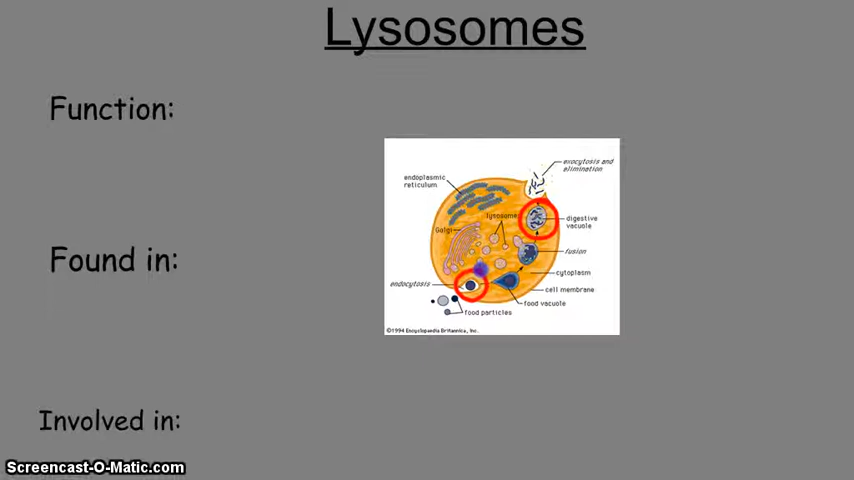 Lysosomes
Function:
Found in:
Involved in:
exocytosis and
elimination
endoplasmic
reticulum
lysosome
digestive
vacuole
Golgi
fusion
cytoplasm
endocytosis
cell membrane
food vacuole
food particles
©1994 Encyclopaedia Britannica, Inc.
Screencast-O-Matic.com